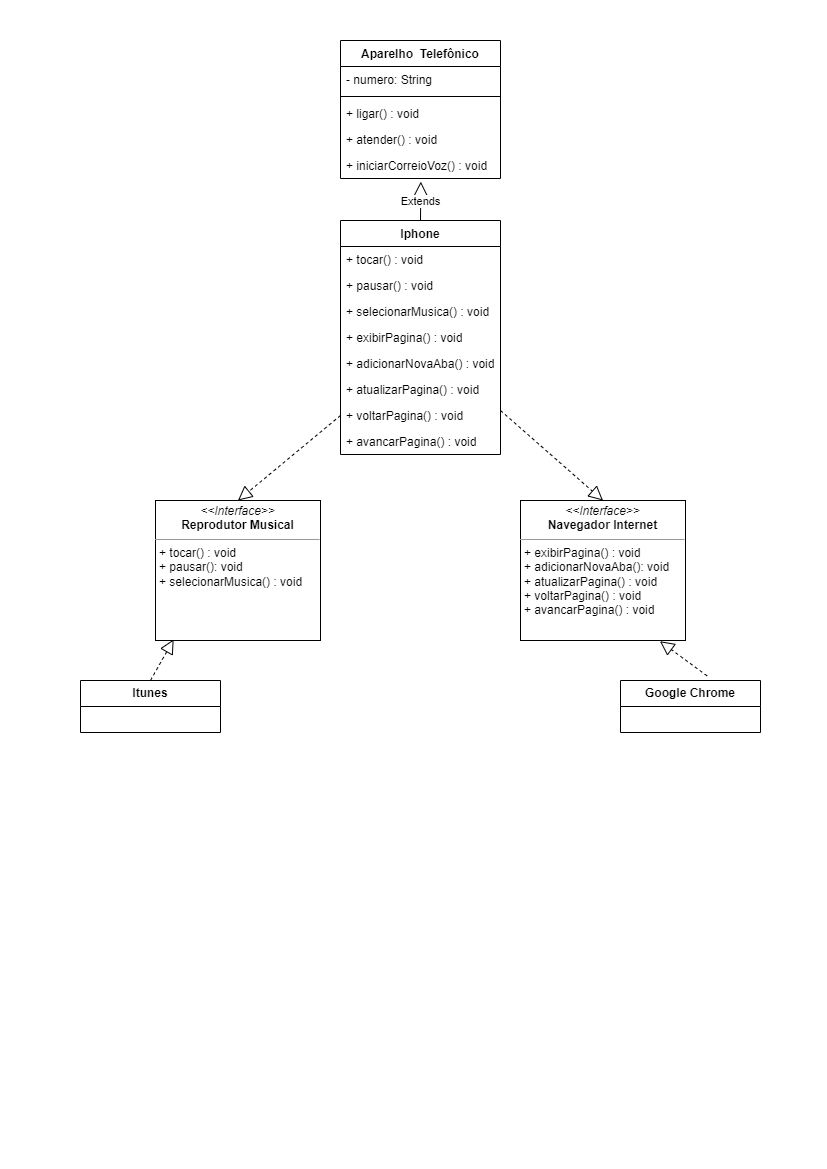 Aparelho Telefônico
- numero: String
+ ligar() : void
+ atender() : void
+ iniciarCorreioVoz() : void
Extends
Iphone
+ tocar() : void
+ pausar() : void
+ selecionarMusica() : void
+ exibirPagina() : void
+ adicionarNovaAba() : void
+ atualizarPagina() : void
+ voltarPagina() : void
+ avancarPagina() : void
<<Interface>>
Reprodutor Musical
+ tocar() : void
+ pausar(): void
+ selecionarMusica() : void
<<Interface>>
Navegador Internet
+ exibirPagina() : void
+ adicionarNovaAba(): void
+ atualizarPagina() : void
+ voltarPagina() : void
+ avancarPagina() : void
Itunes
Google Chrome